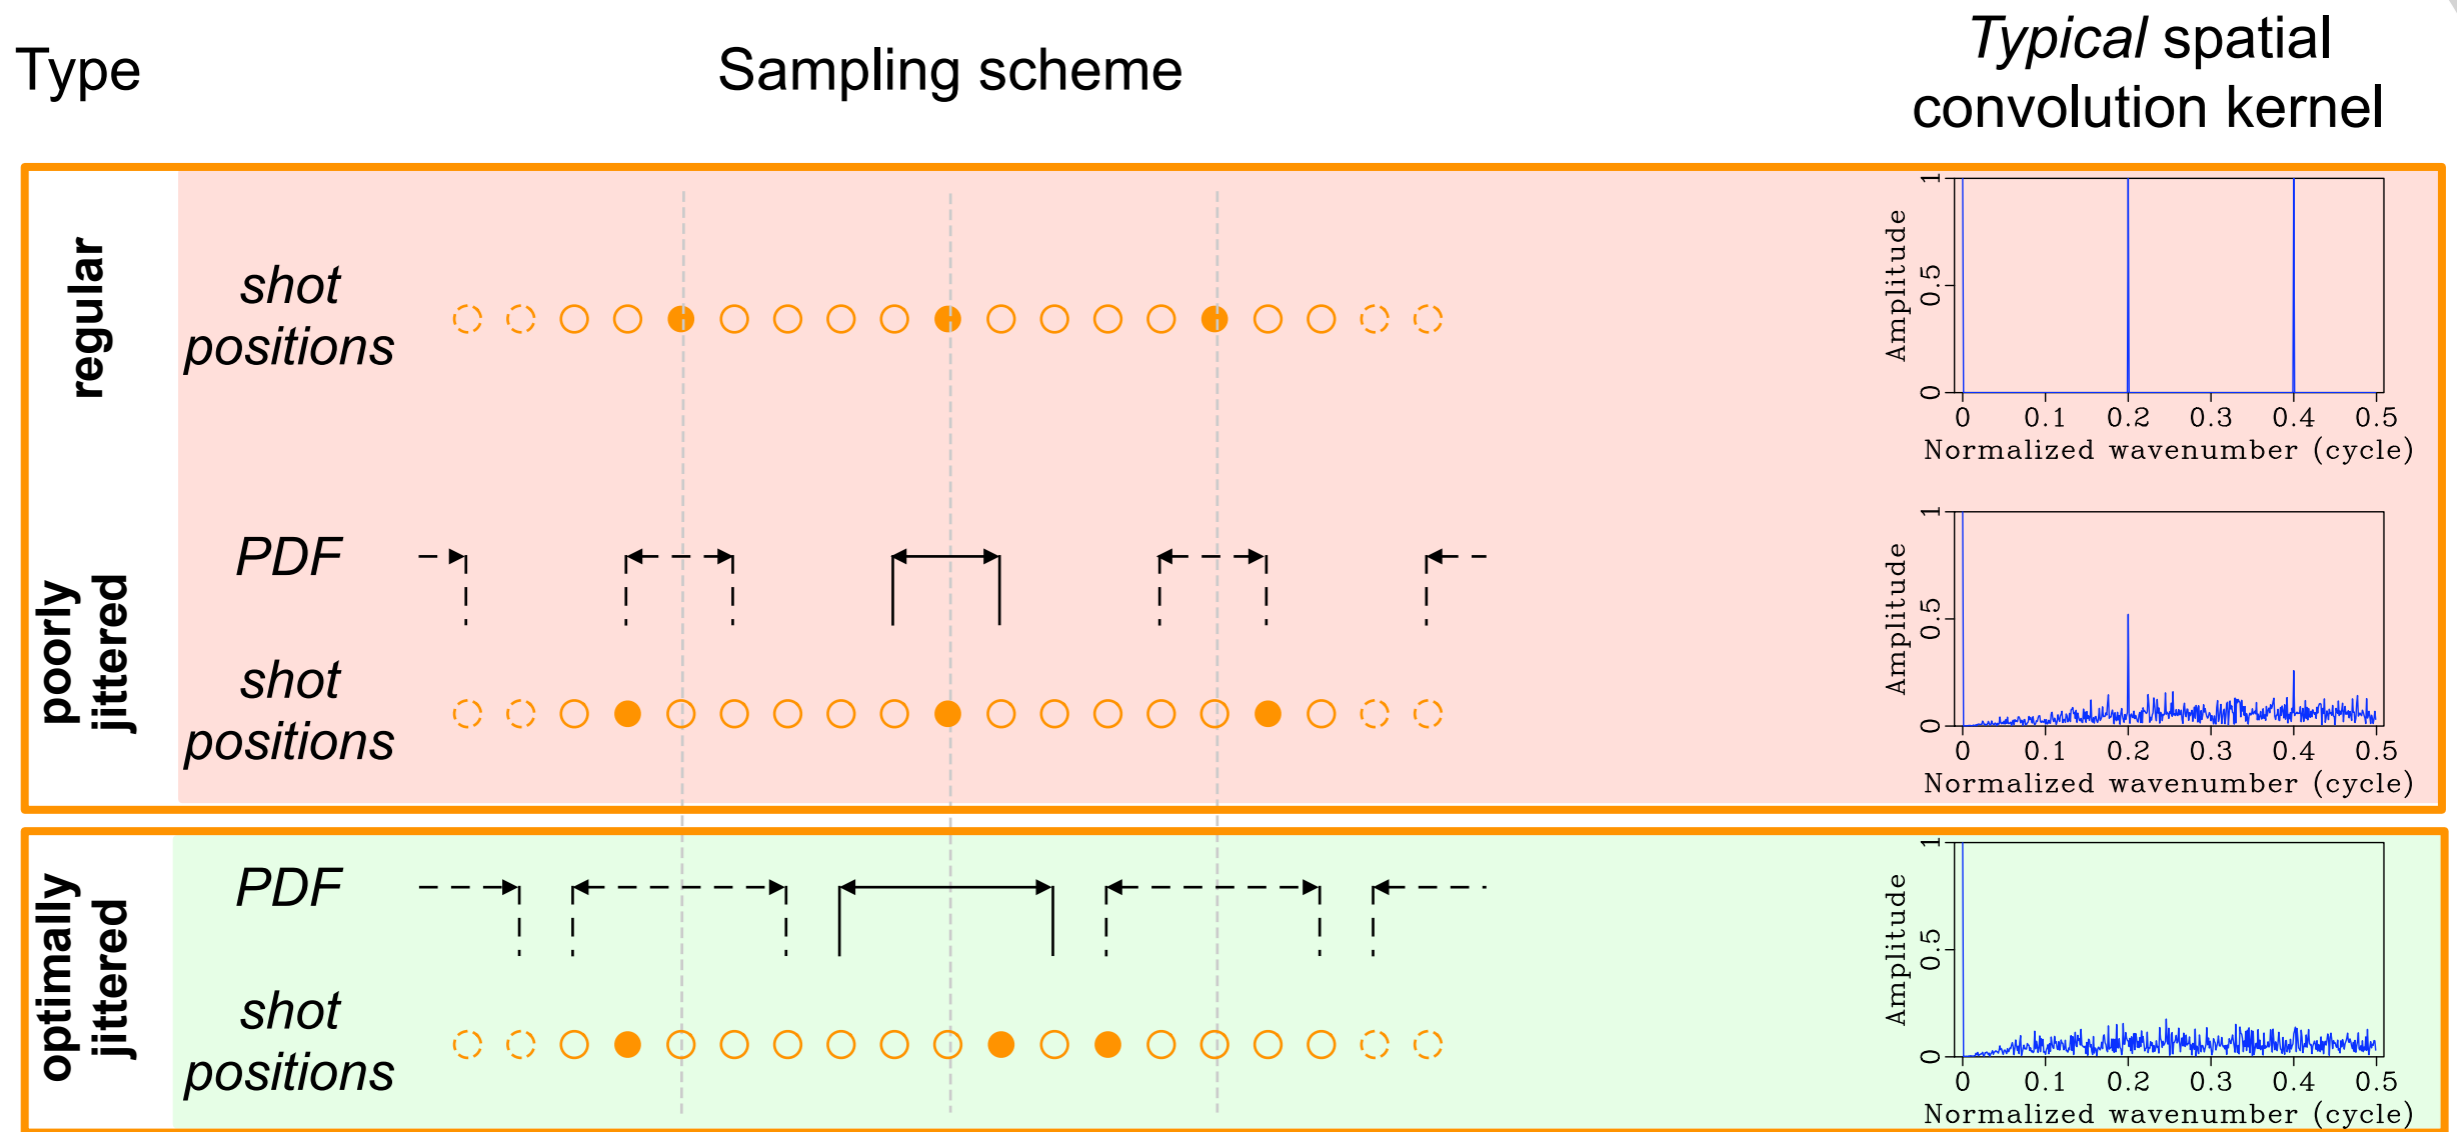 Type
Sampling scheme
Typical spatial
convolution kernel
regular
shot
positions
Amplitude
1
0.5
0
0 0.1 0.2 0.3 0.4 0.5
Normalized wavenumber (cycle)
poorly
jittered
PDF
shot
positions
Amplitude
1
0.5
0
0 0.1 0.2 0.3 0.4 0.5
Normalized wavenumber (cycle)
optimally
jittered
PDF
shot
positions
Amplitude
1
0.5
0
0 0.1 0.2 0.3 0.4 0.5
Normalized wavenumber (cycle)